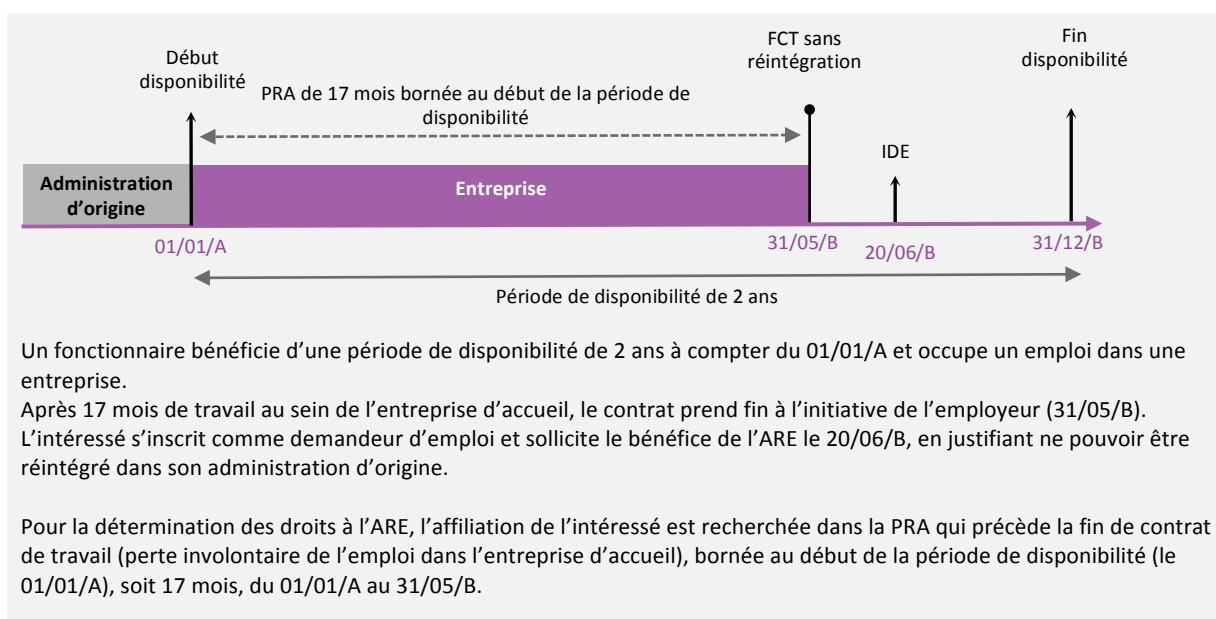 Début
disponibilité
FCT sans
réintégration
Fin
disponibilité
PRA de 17 mois bornée au début de la période de
disponibilité
IDE
Administration
d’origine
Entreprise
01/01/A
31/05/B
20/06/B
31/12/B
Période de disponibilité de 2 ans
Un fonctionnaire bénéficie d’une période de disponibilité de 2 ans à compter du 01/01/A et occupe un emploi dans une
entreprise.
Après 17 mois de travail au sein de l’entreprise d’accueil, le contrat prend fin à l’initiative de l’employeur (31/05/B).
L’intéressé s’inscrit comme demandeur d’emploi et sollicite le bénéfice de l’ARE le 20/06/B, en justifiant ne pouvoir être
réintégré dans son administration d’origine.
Pour la détermination des droits à l’ARE, l’affiliation de l’intéressé est recherchée dans la PRA qui précède la fin de contrat
de travail (perte involontaire de l’emploi dans l’entreprise d’accueil), bornée au début de la période de disponibilité (le
01/01/A), soit 17 mois, du 01/01/A au 31/05/B.